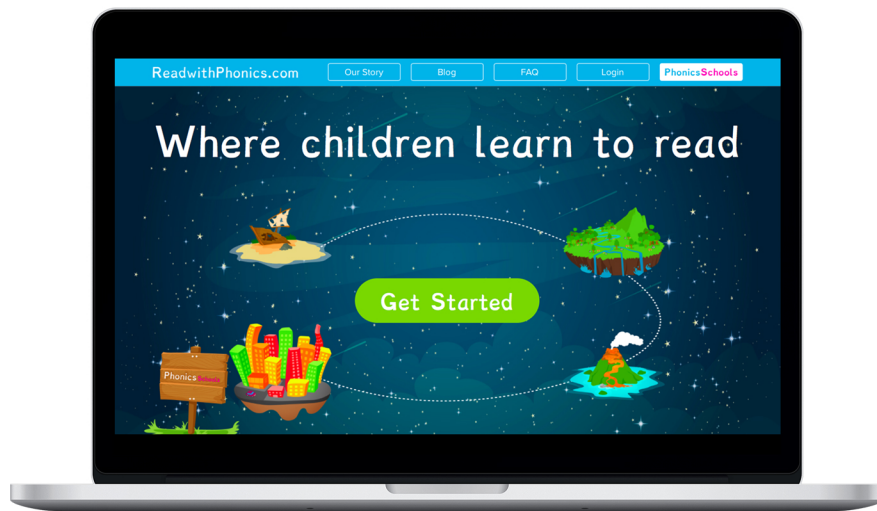 ReadwithPhonics.com
Our Story
Blog
FAQ
Login
PhonicsSchools
Where children learn to read
Get Started
PhonicsSchools